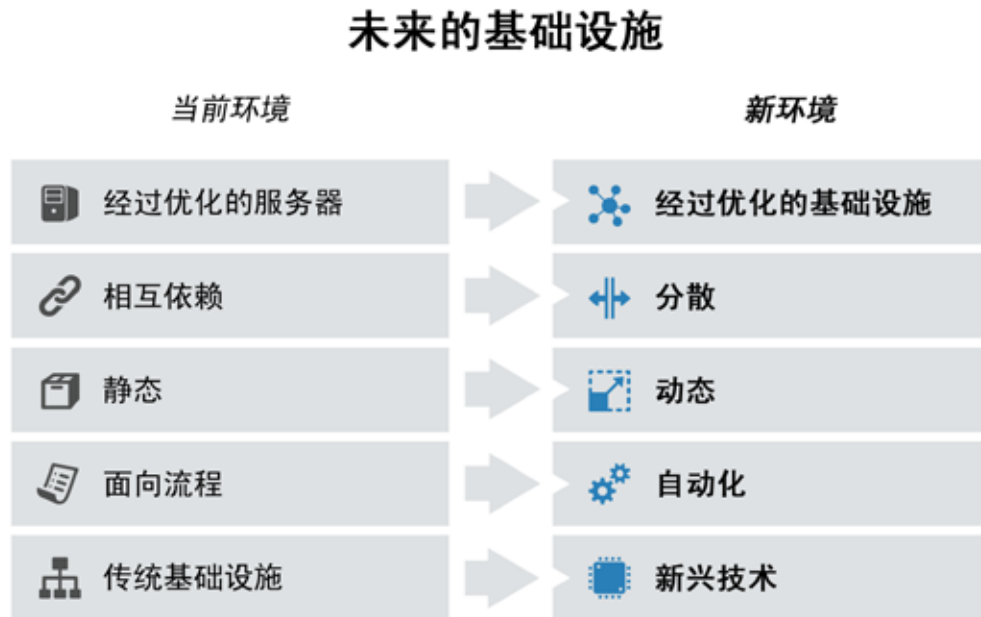 未来的基础设施
当前环境
新环境
经过优化的服务器
经过优化的基础设施
相互依赖
分散
静态
动态
面向流程
自动化
传统基础设施
新兴技术